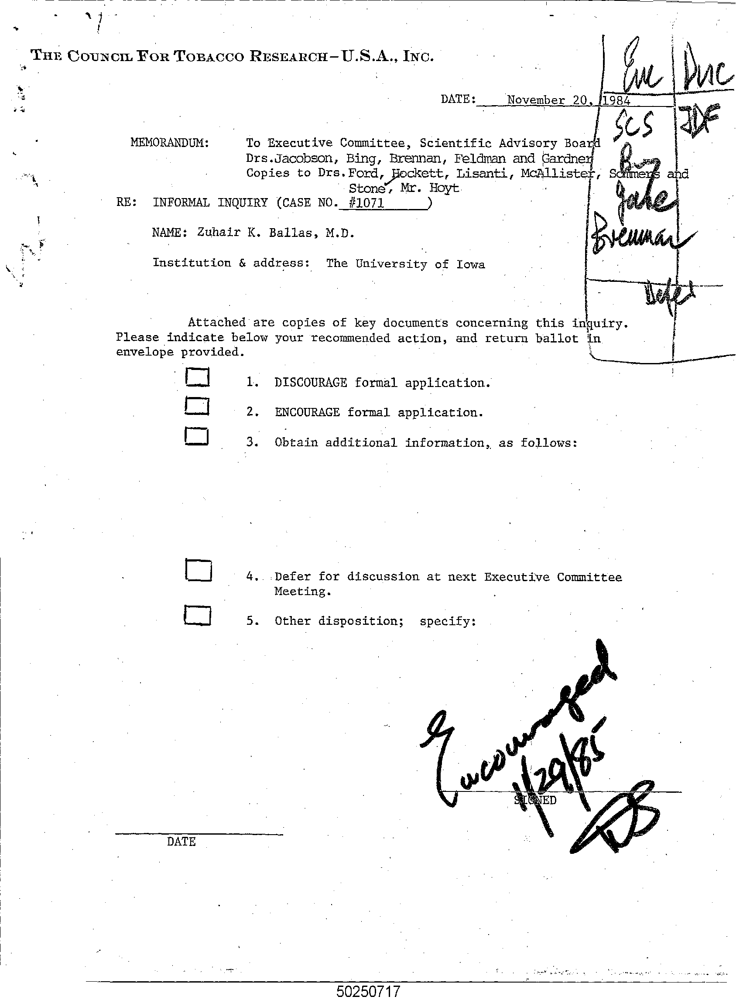 THE COUNCIL FOR TOBACCO RESEARCH-U.S.A., INC.
Enc Disc
DATE: November 20, 1984
SCS JDF
MEMORANDUM: To Executive Committee, Scientific Advisory Board
Drs.Jacobson, Bing, Brennan, Feldman and Gardner
Bing
Copies to Drs.Ford, Hockett, Lisanti, McAllister, Sommers and
Stone, Mr. Hoyt
RE: INFORMAL INQUIRY (CASE NO. #1071 )
NAME: Zuhair K. Ballas, M.D.
Brennan
Institution & address: The University of Iowa
Defer
Attached are copies of key documents concerning this inquiry.
Please indicate below your recommended action, and return ballot in
envelope provided.
1. DISCOURAGE formal application.
2. ENCOURAGE formal application.
3. Obtain additional information, as follows:
4. Defer for discussion at next Executive Committee
Meeting.
5. Other disposition; specify:
Encouraged
1/29/85
SIGNED
DS
DATE
50250717